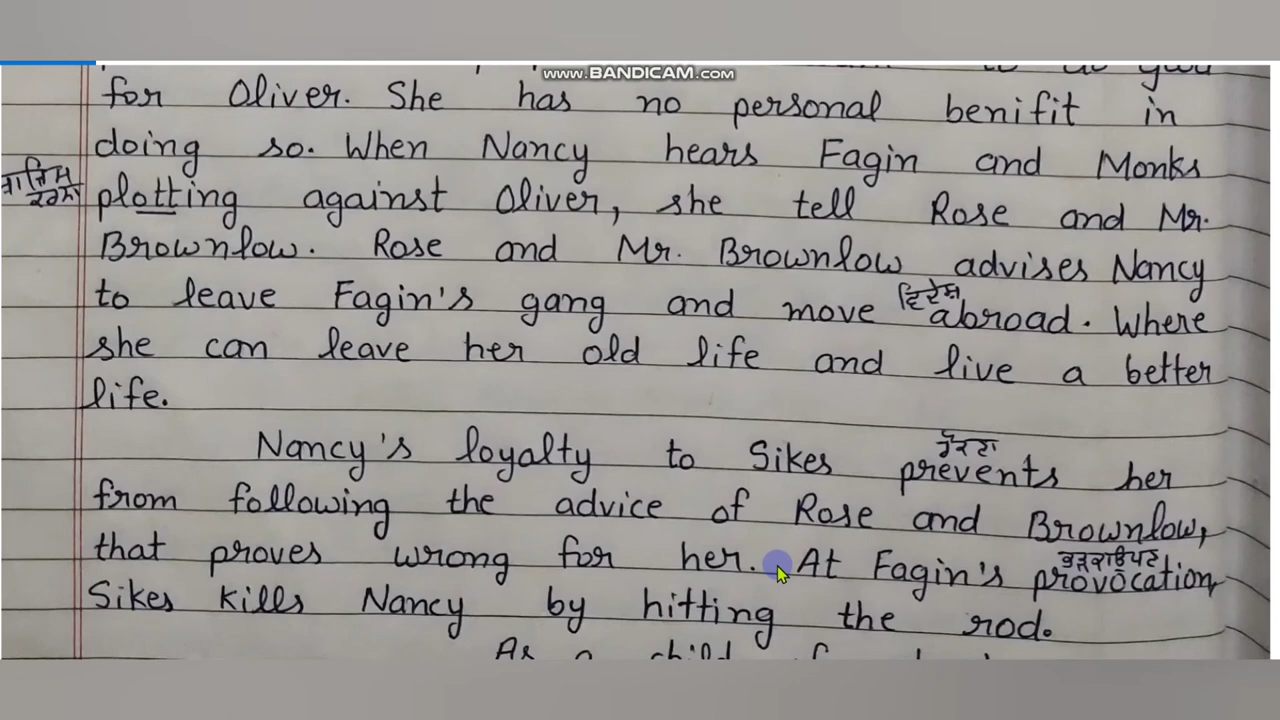 www.BANDICAM.com
for Oliver. She has no personal benifit in
doing so. When Nancy hears Fagin and Monks
plotting against Oliver, she tell Rose and Mr.
Brownlow. Rose and Mr. Brownlow advises Nancy
ਵਿਦੇਸ਼
to leave Fagin's gang and move abroad. Where
she can leave her old life and live a better
life.
ਰੋਕਣਾ
Nancy's loyalty to Sikes prevents her
from following the advice of Rose and Brownlow,
that proves wrong for her. At Fagin's provocation,
Sikes kills Nancy by hitting the rod.
As a child